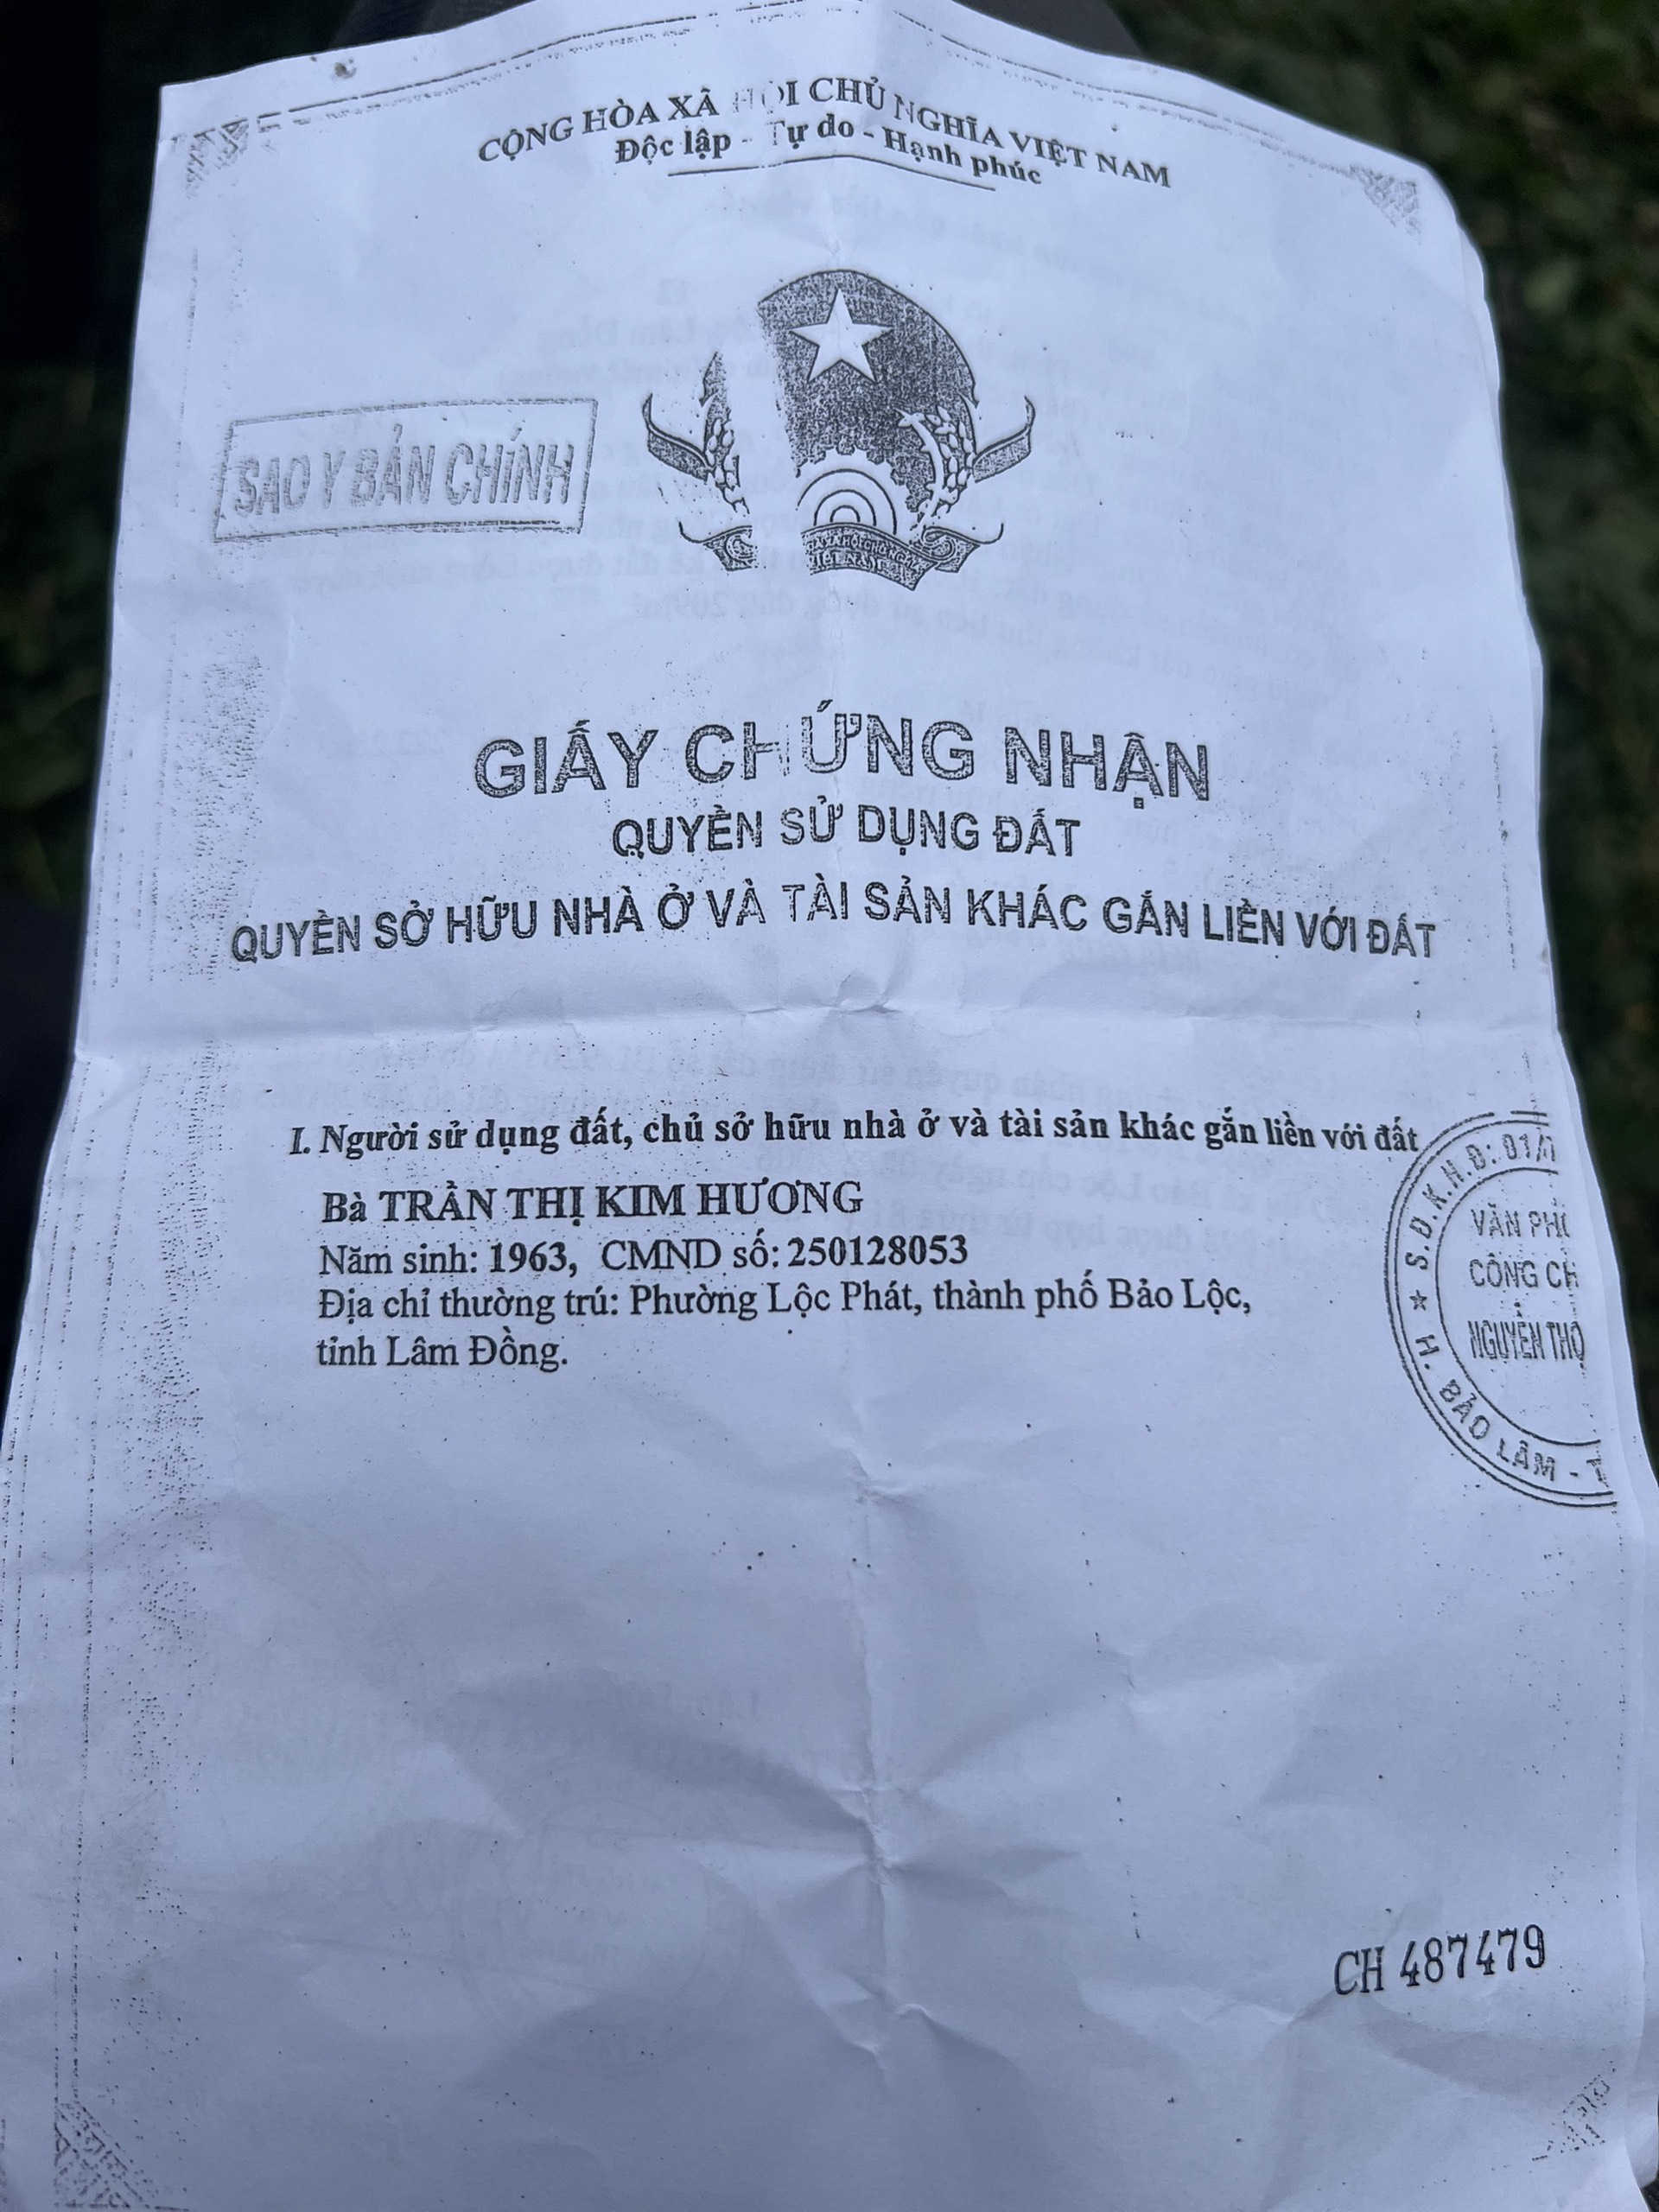 CỘNG HÒA XÃ HỘI CHỦ NGHĨA VIỆT NAM
Độc lập - Tự do - Hạnh phúc
SAO Y BẢN CHÍNH
GIẤY CHỨNG NHẬN
QUYỀN SỬ DỤNG ĐẤT
QUYỀN SỞ HỮU NHÀ Ở VÀ TÀI SẢN KHÁC GẮN LIỀN VỚI ĐẤT
I. Người sử dụng đất, chủ sở hữu nhà ở và tài sản khác gắn liền với đất
Bà TRẦN THỊ KIM HƯƠNG
Năm sinh: 1963, CMND số: 250128053
Địa chỉ thường trú: Phường Lộc Phát, thành phố Bảo Lộc,
tỉnh Lâm Đồng.
S.Đ.K.H.Đ: 01/
VĂN PH
CÔNG CH
NGUYỄN THỌ
★ H. BẢO LÂM - T
CH 487479